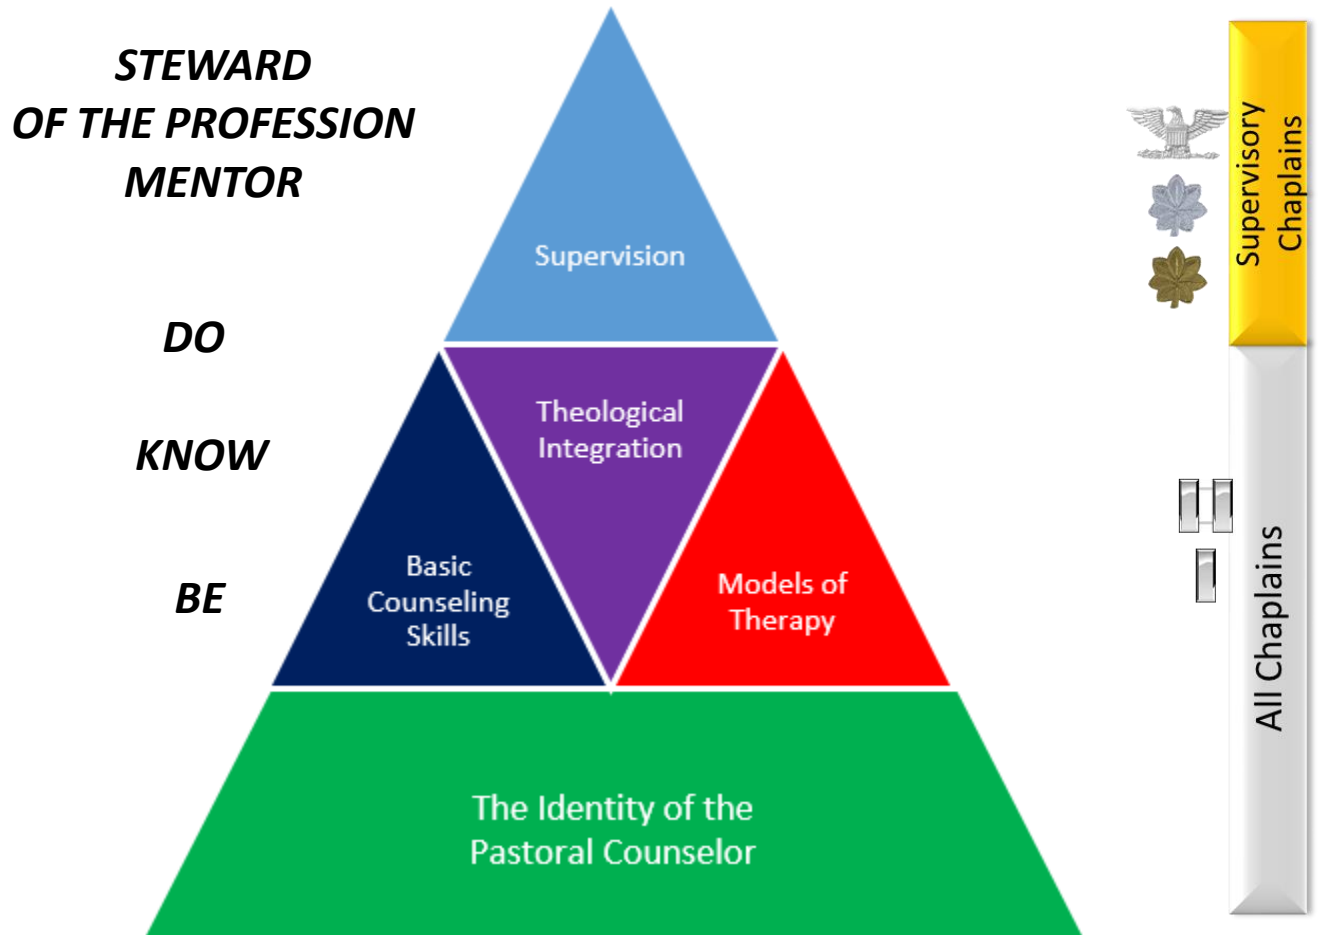 STEWARD
OF THE PROFESSION
MENTOR
DO
KNOW
BE
Supervision
Theological
Integration
Basic
Counseling
Skills
Models of
Therapy
The Identity of the
Pastoral Counselor
Supervisory
Chaplains
All Chaplains